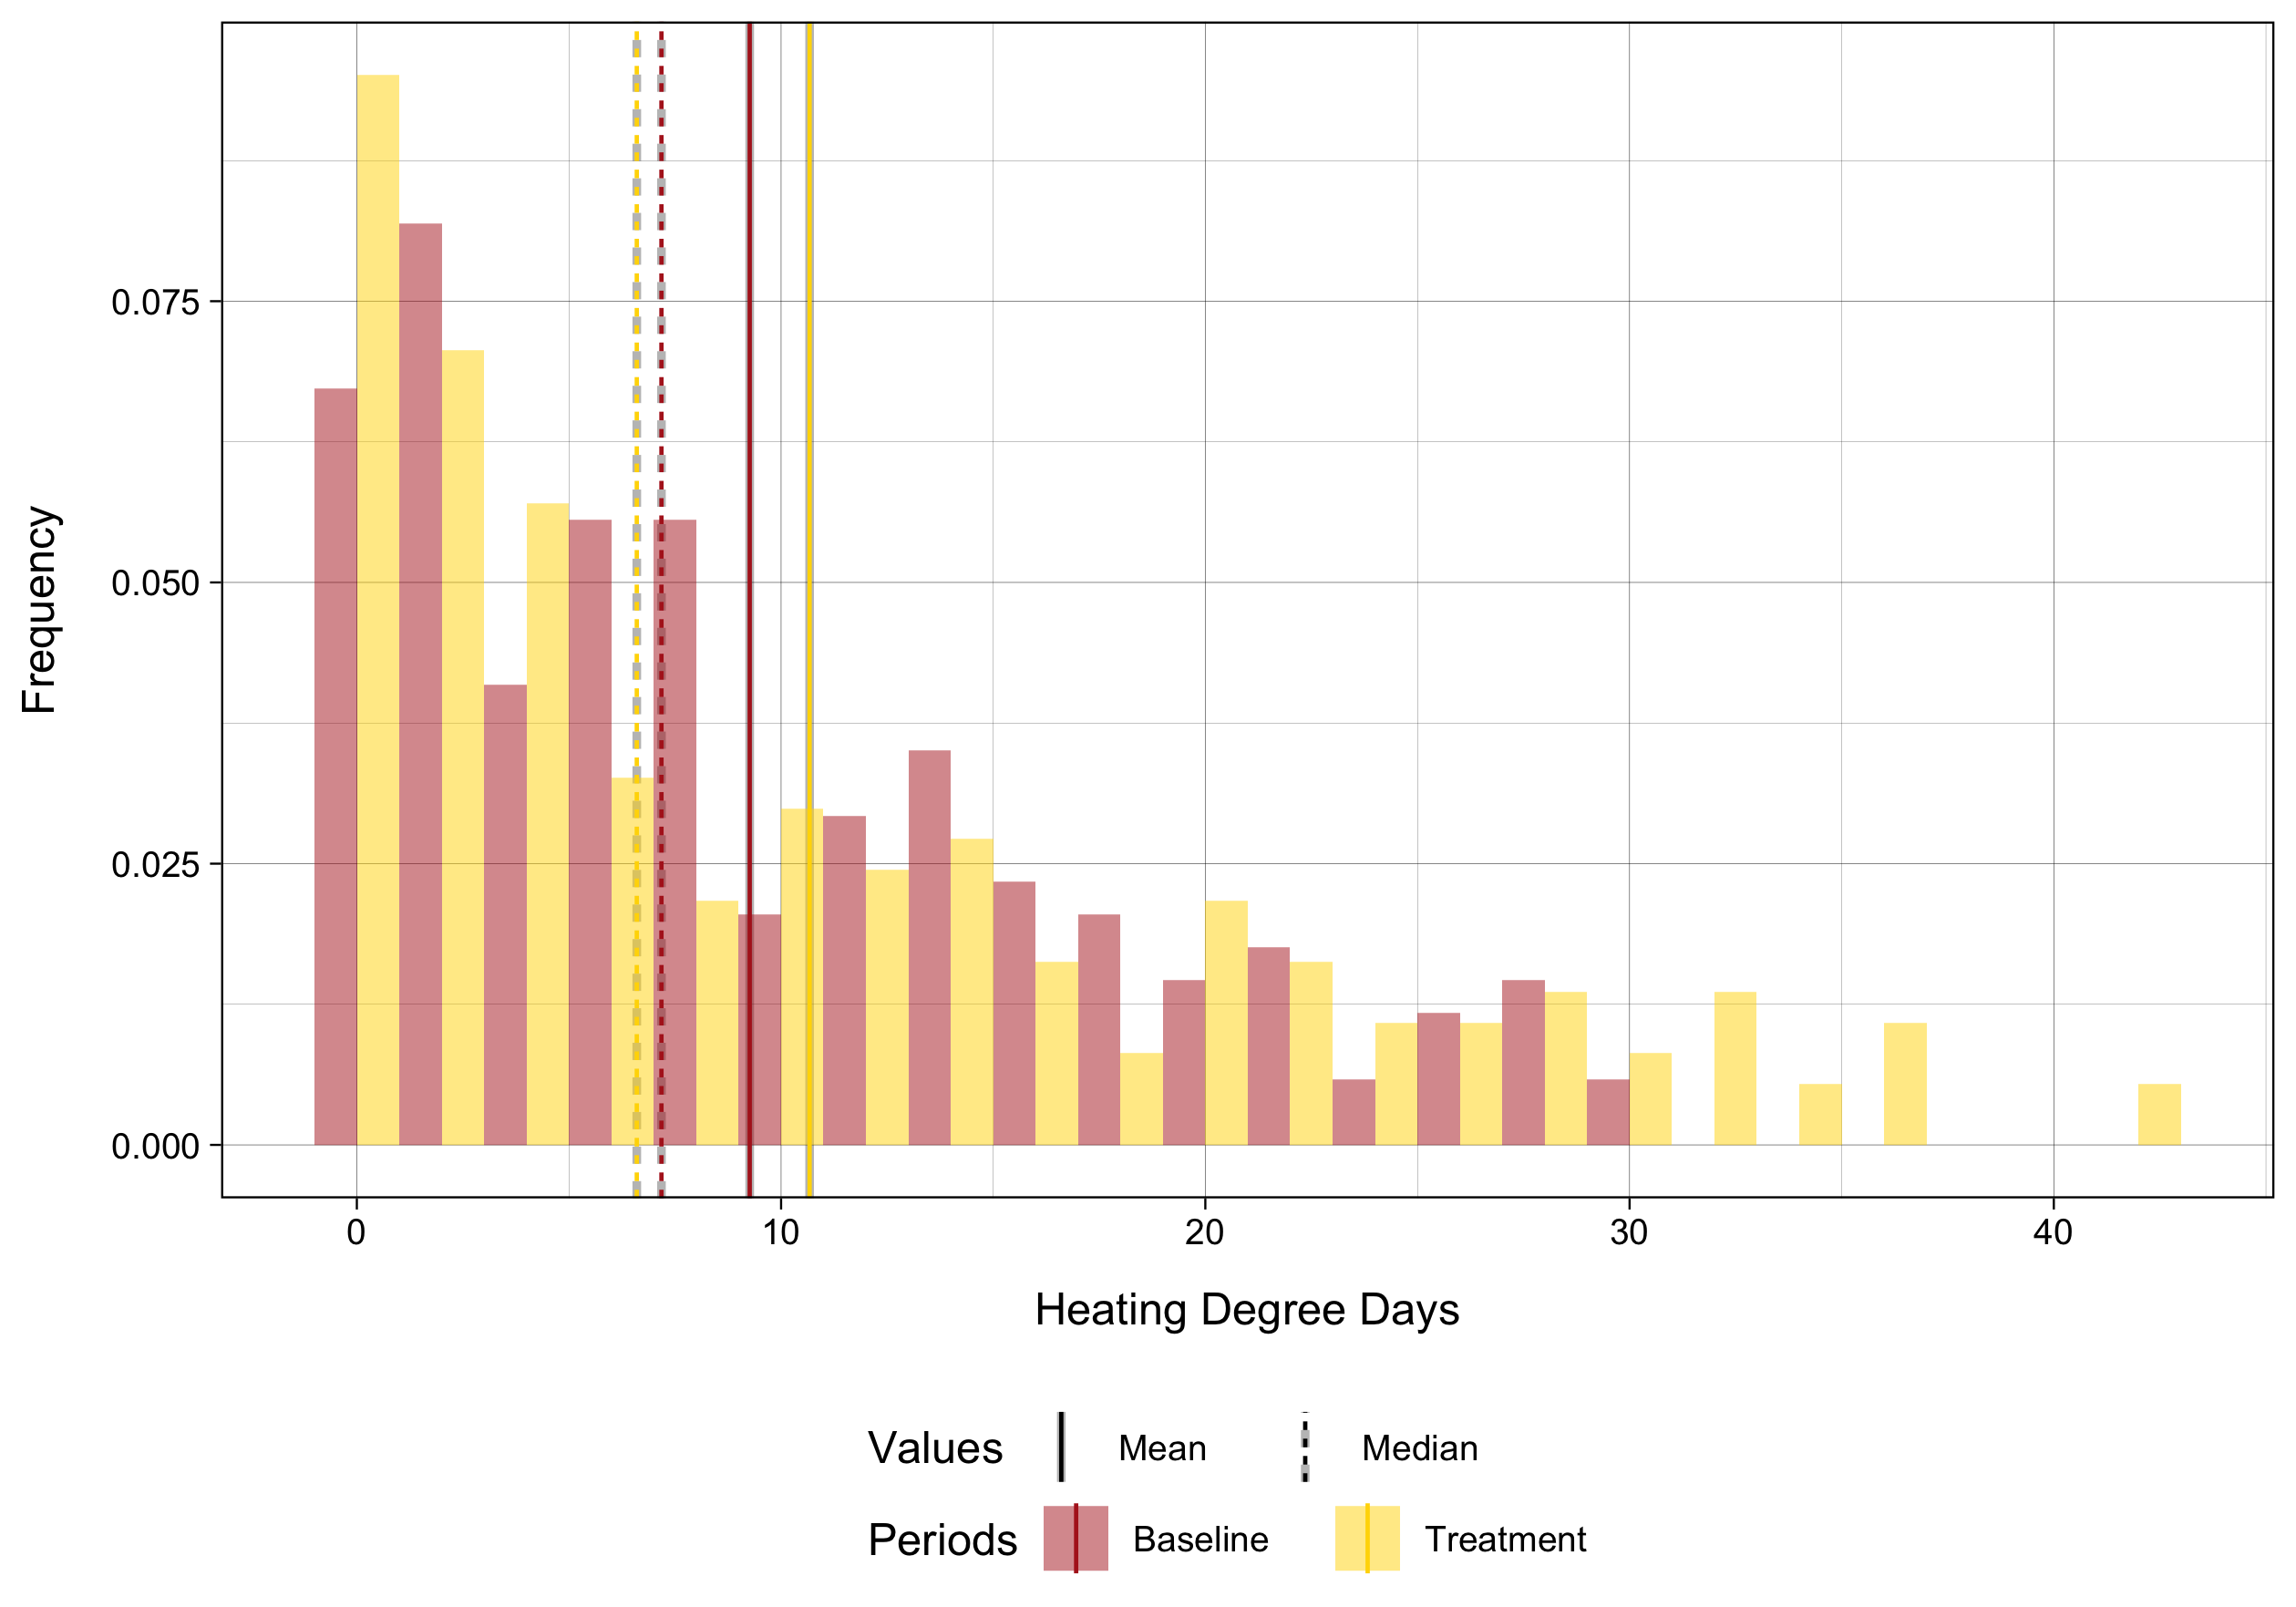 Frequency
0.075
0.050
0.025
0.000
0 10 20 30 40
Heating Degree Days
Values Mean Median
Periods Baseline Treatment